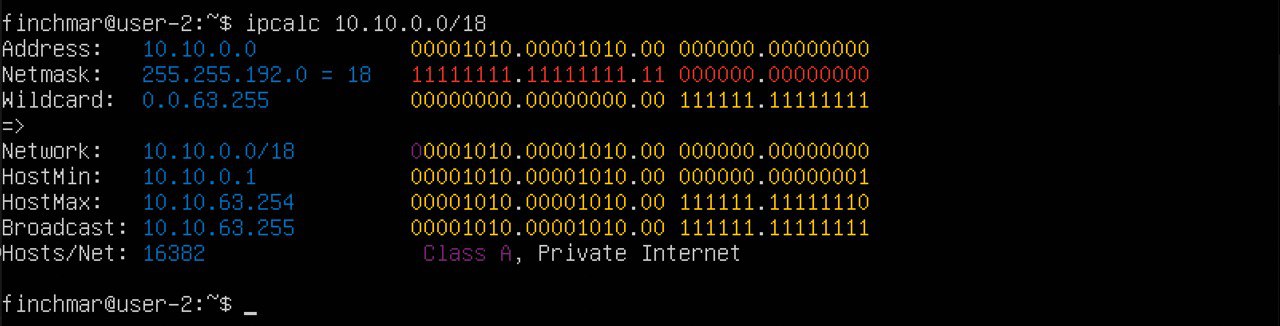 finchmar@user-2:~$ ipcalc 10.10.0.0/18
Address:   10.10.0.0            00001010.00001010.00 000000.00000000
Netmask:   255.255.192.0 = 18   11111111.11111111.11 000000.00000000
Wildcard:  0.0.63.255           00000000.00000000.00 111111.11111111
=>
Network:   10.10.0.0/18         00001010.00001010.00 000000.00000000
HostMin:   10.10.0.1            00001010.00001010.00 000000.00000001
HostMax:   10.10.63.254         00001010.00001010.00 111111.11111110
Broadcast: 10.10.63.255         00001010.00001010.00 111111.11111111
Hosts/Net: 16382                 Class A, Private Internet
finchmar@user-2:~$ _